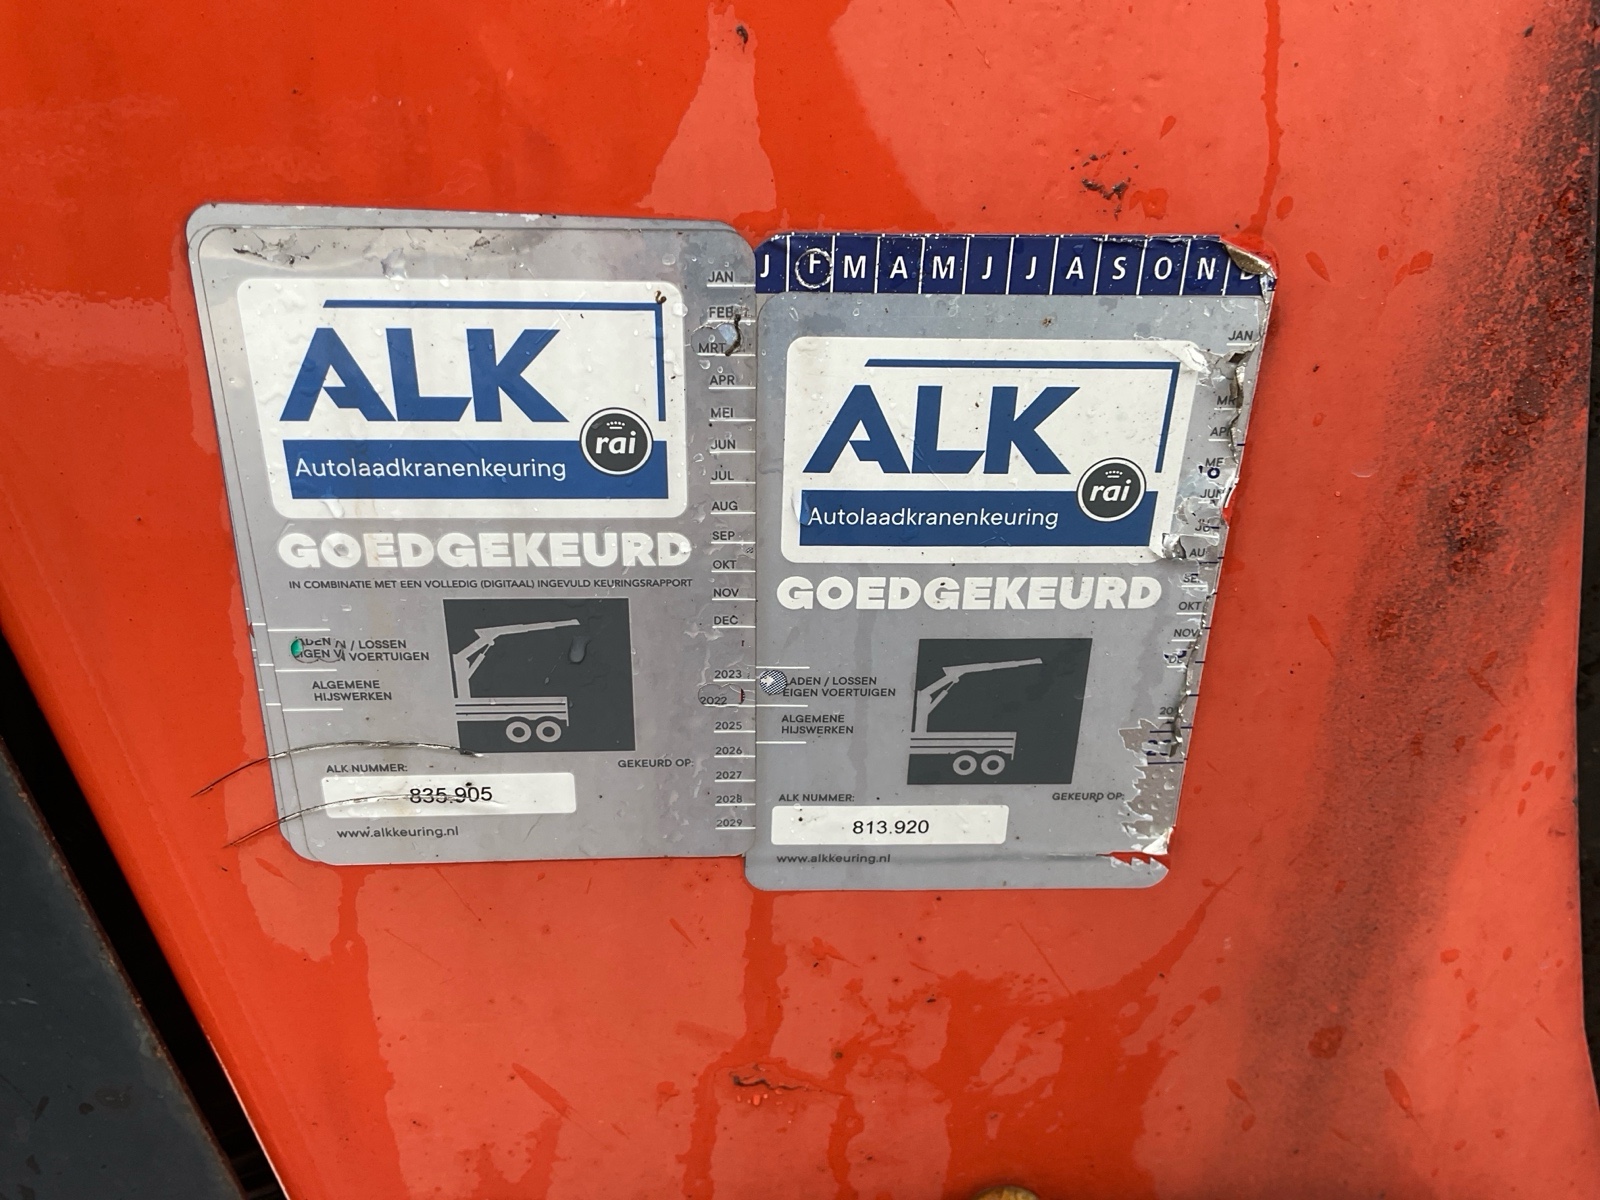 JAN
FEB
MRT
APR
MEI
JUN
JUL
AUG
SEP
OKT
NOV
DEC
2023
2022
2025
2026
2027
2028
2029
ALK
rai
Autolaadkranenkeuring
GOEDGEKEURD
IN COMBINATIE MET EEN VOLLEDIG (DIGITAAL) INGEVULD KEURINGSRAPPORT
/ LOSSEN
VOERTUIGEN
ALGEMENE
HIJSWERKEN
ALK NUMMER:
GEKEURD OP:
835.905
www.alkkeuring.nl
J F M A M J J A S O N D
JAN
OKT
NOV
ALK
rai
Autolaadkranenkeuring
GOEDGEKEURD
LADEN / LOSSEN
EIGEN VOERTUIGEN
ALGEMENE
HIJSWERKEN
ALK NUMMER:
GEKEURD OP:
813.920
www.alkkeuring.nl